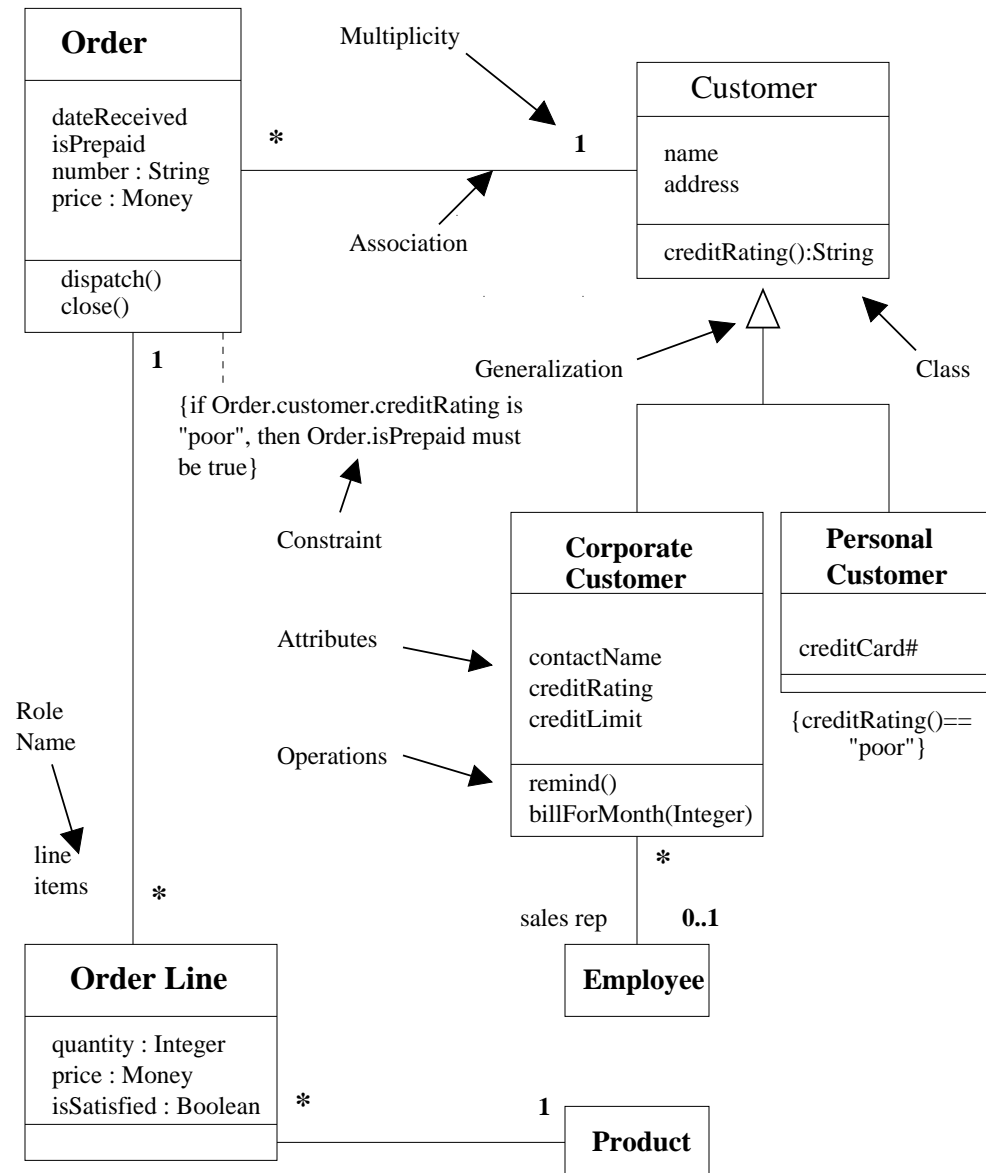 Order
dateReceived
isPrepaid
number : String
price : Money
dispatch()
close()
Multiplicity
*
1
Association
Customer
name
address
creditRating():String
Generalization
Class
1
{if Order.customer.creditRating is
"poor", then Order.isPrepaid must
be true}
Constraint
Corporate
Customer
contactName
creditRating
creditLimit
remind()
billForMonth(Integer)
Personal
Customer
creditCard#
{creditRating()==
"poor"}
Attributes
Operations
Role
Name
line
items
*
*
sales rep
0..1
Employee
Order Line
quantity : Integer
price : Money
isSatisfied : Boolean
*
1
Product